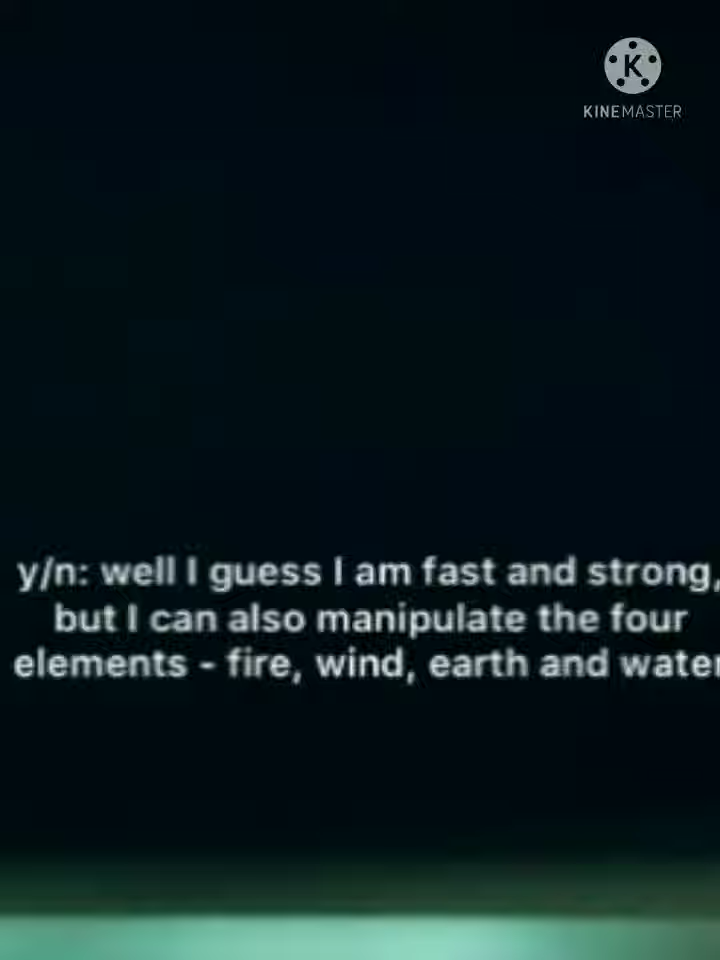 K
KINEMASTER
y/n: well I guess I am fast and strong,
but I can also manipulate the four
elements - fire, wind, earth and water